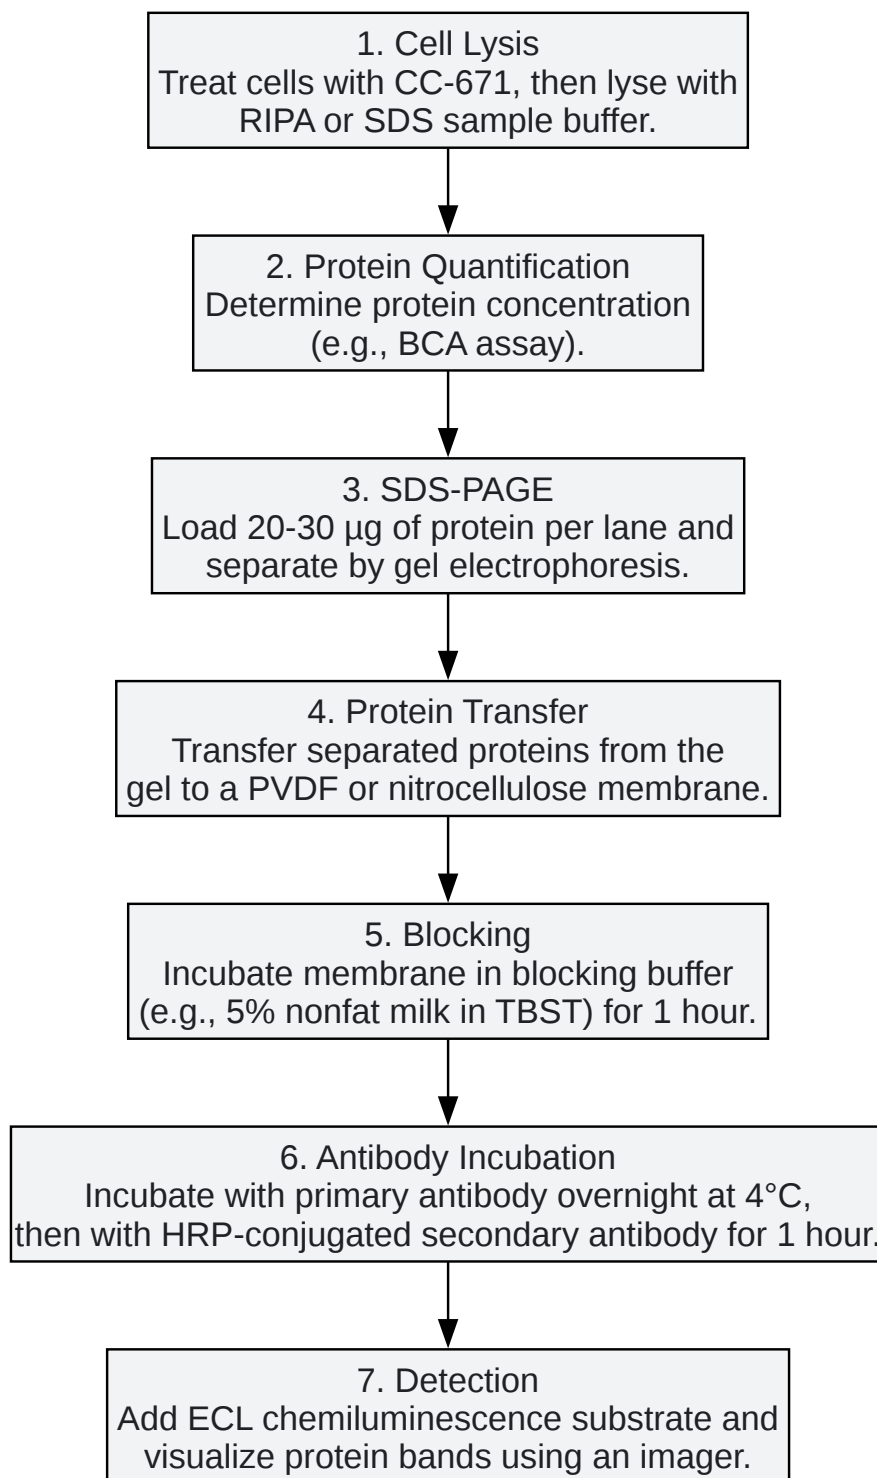 1. Cell Lysis
Treat cells with CC-671, then lyse with
RIPA or SDS sample buffer.
2. Protein Quantification
Determine protein concentration
(e.g., BCA assay).
3. SDS-PAGE
Load 20-30 µg of protein per lane and
separate by gel electrophoresis.
4. Protein Transfer
Transfer separated proteins from the
gel to a PVDF or nitrocellulose membrane.
5. Blocking
Incubate membrane in blocking buffer
(e.g., 5% nonfat milk in TBST) for 1 hour.
6. Antibody Incubation
Incubate with primary antibody overnight at 4°C,
then with HRP-conjugated secondary antibody for 1 hour.
7. Detection
Add ECL chemiluminescence substrate and
visualize protein bands using an imager.